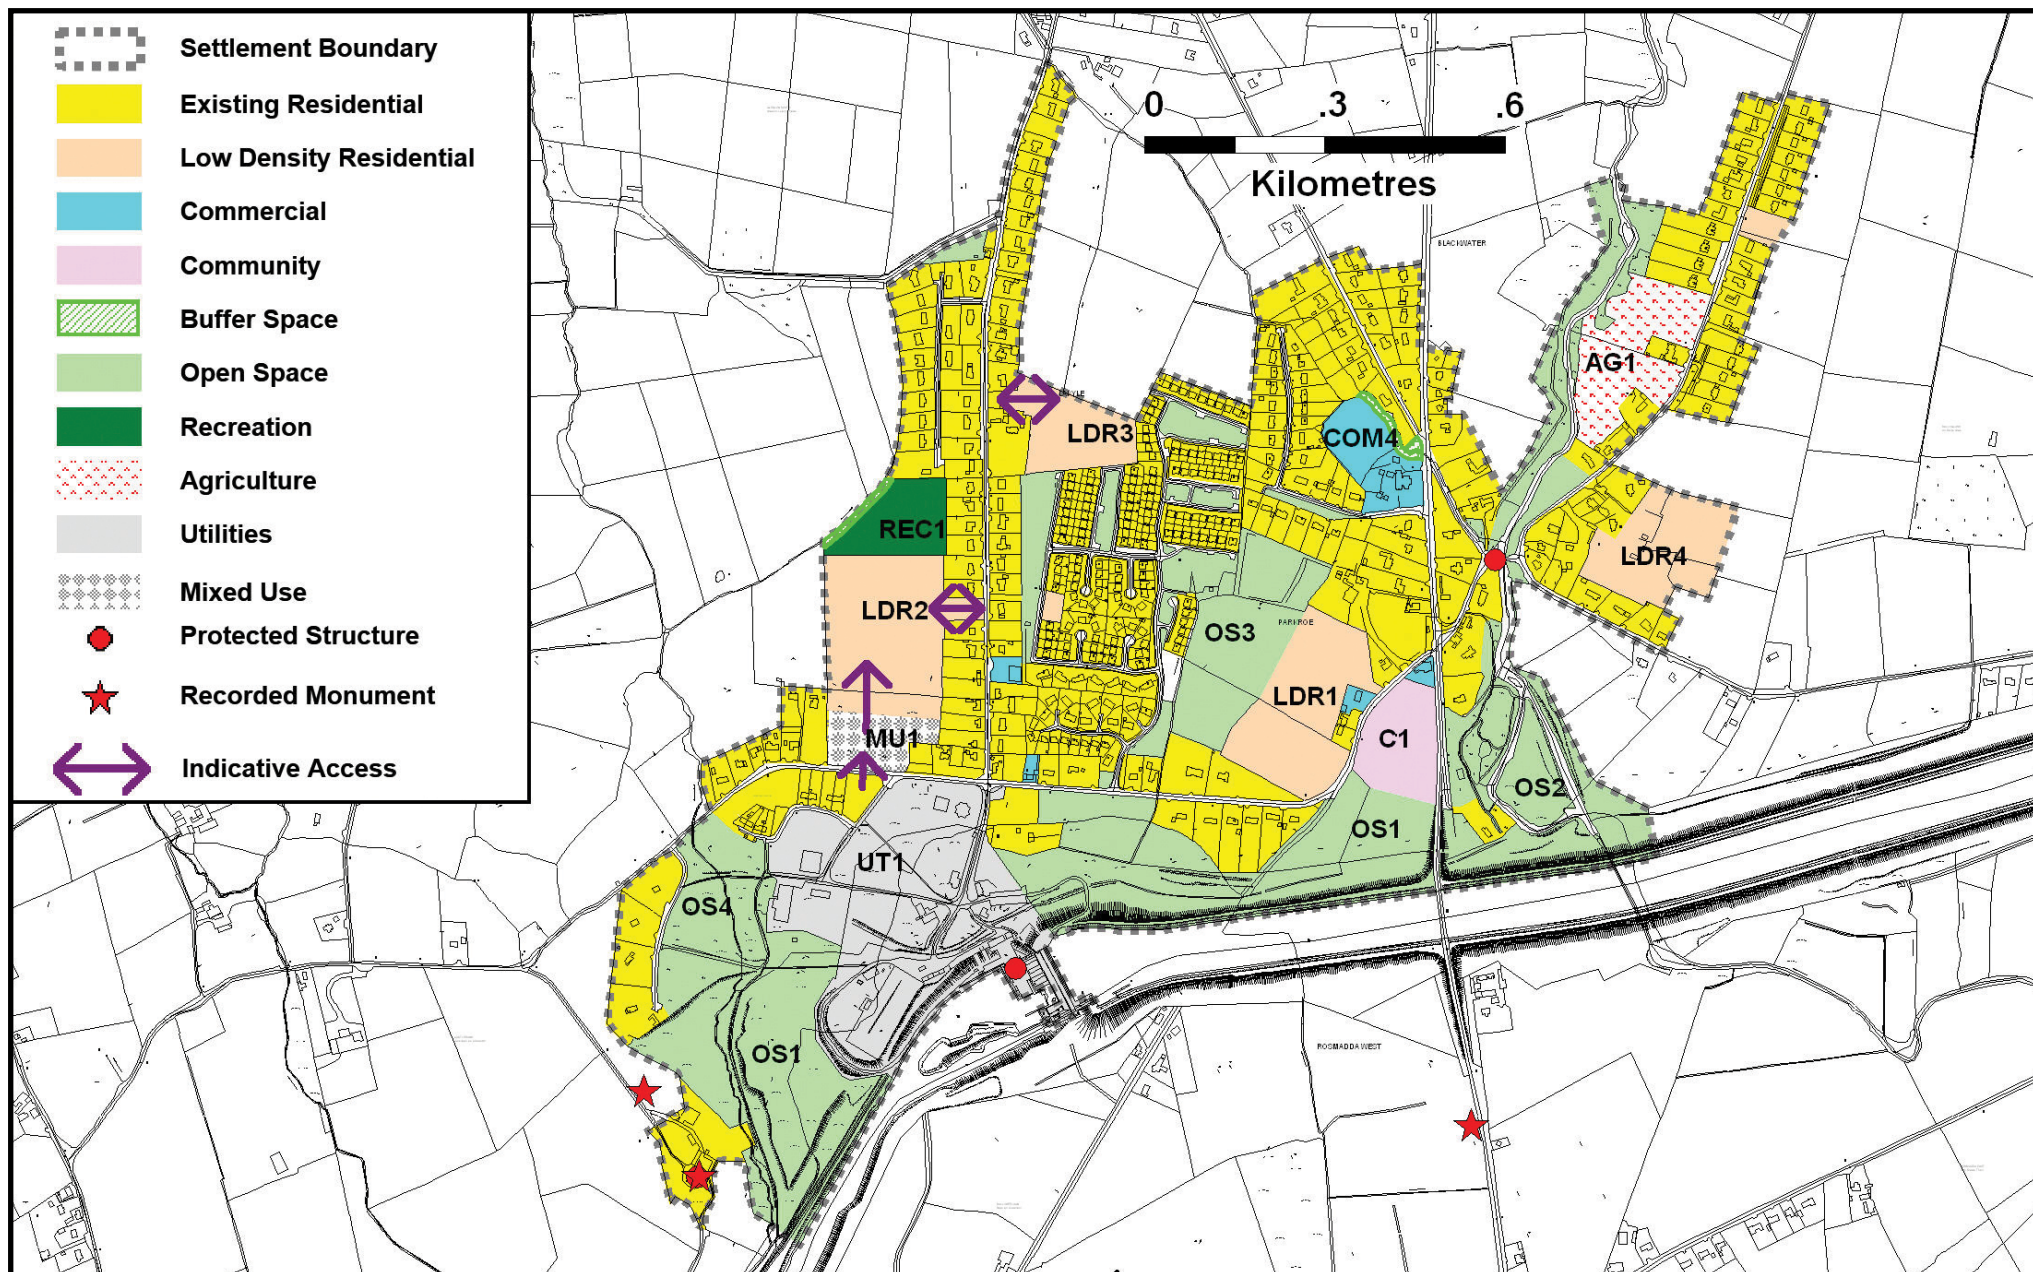 Settlement Boundary
Existing Residential
Low Density Residential
Commercial
Community
Buffer Space
Open Space
Recreation
Agriculture
Utilities
Mixed Use
Protected Structure
Recorded Monument
Indicative Access
0 .3 .6
Kilometres
BLACKWATER
AG1
LDR3
COM4
REC1
LDR4
LDR2
PARKROE
OS3
LDR1
MU1
C1
OS2
OS1
UT1
OS4
OS1
ROSMADDA WEST